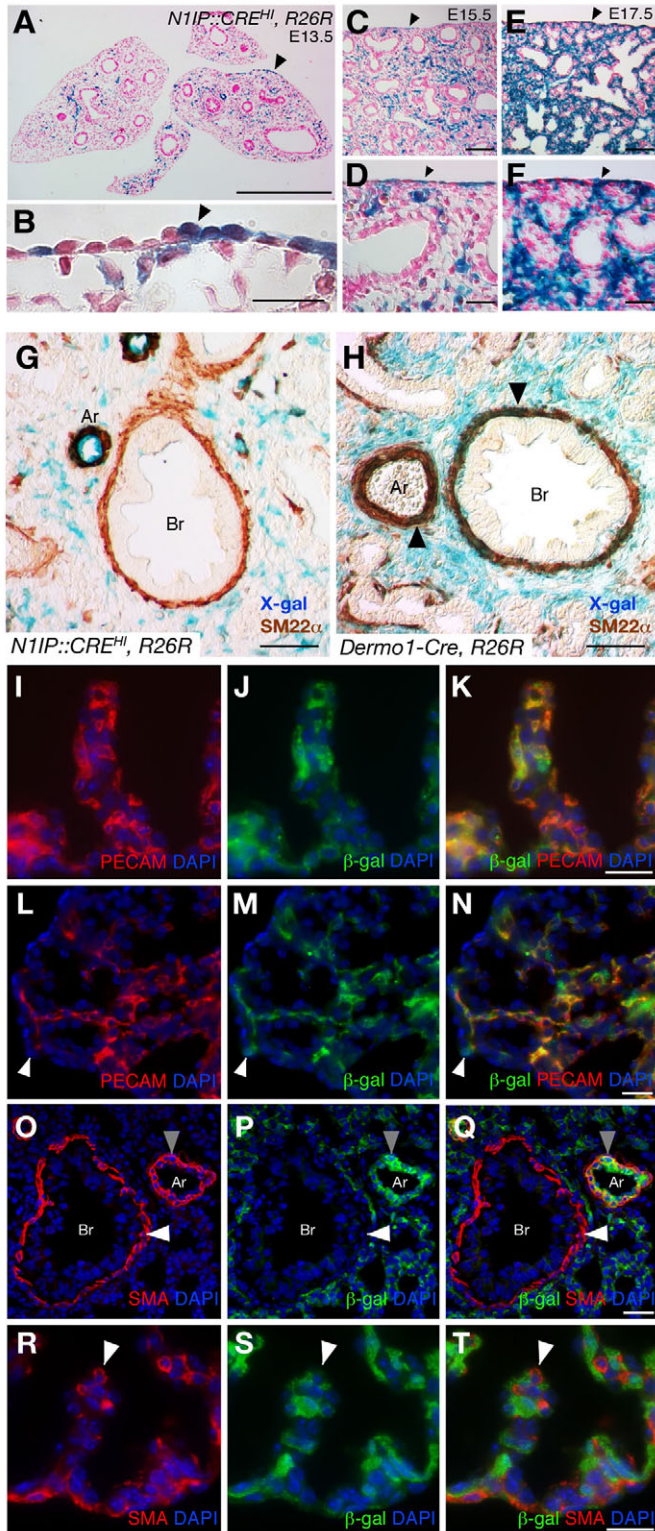 A N1IP::CRE^HI, R26R
E13.5
C E15.5
E E17.5
B
D
F
G
Ar
Br
X-gal
SM22α
N1IP::CRE^HI, R26R
H
Ar
Br
X-gal
SM22α
Dermo1-Cre, R26R
I
PECAM DAPI
J
β-gal DAPI
K
β-gal PECAM DAPI
L
PECAM DAPI
M
β-gal DAPI
N
β-gal PECAM DAPI
O
Ar
Br
SMA DAPI
P
Ar
Br
β-gal DAPI
Q
Ar
Br
β-gal SMA DAPI
R
SMA DAPI
S
β-gal DAPI
T
β-gal SMA DAPI